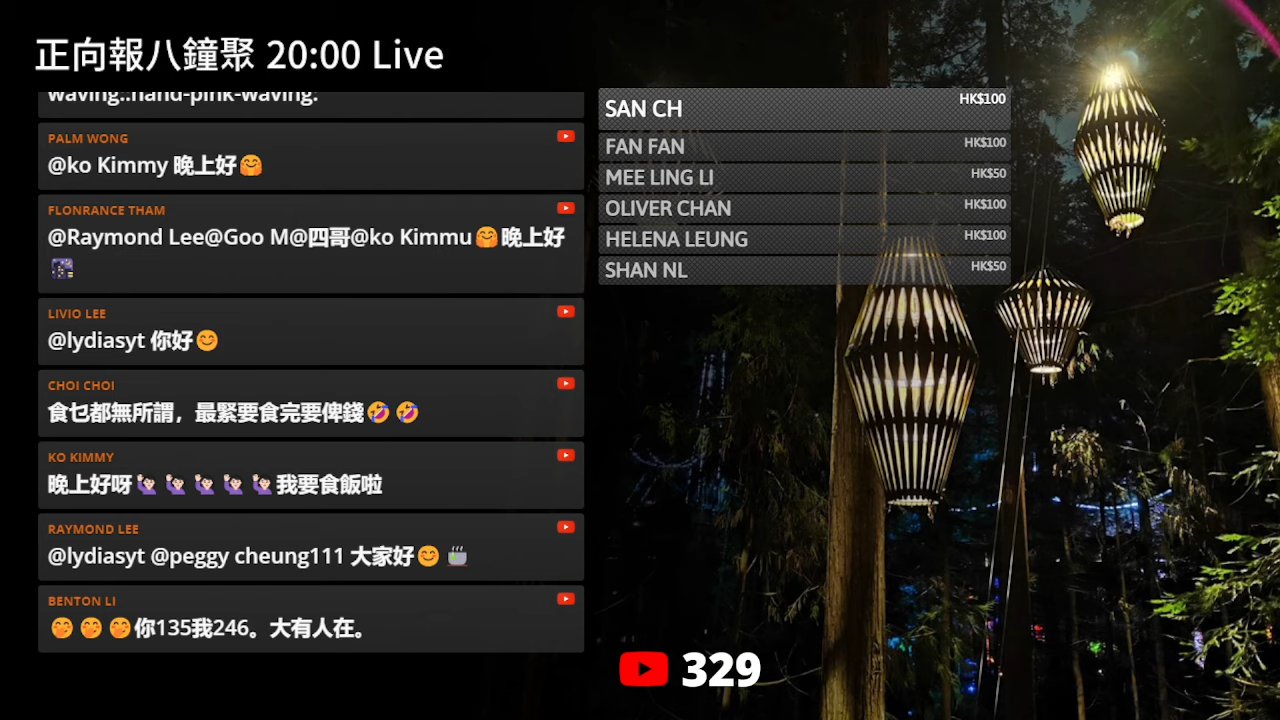 正向報八鐘聚 20:00 Live
waving:.hand-pink-waving:
PALM WONG
@ko Kimmy 晚上好🤗
FLONRANCE THAM
@Raymond Lee@Goo M@四哥@ko Kimmu🤗晚上好
🌃
LIVIO LEE
@lydiasyt 你好😊
CHOI CHOI
食乜都無所謂，最緊要食完要俾錢🤣🤣
KO KIMMY
晚上好呀🙋🏻‍♀️🙋🏻‍♀️🙋🏻‍♀️🙋🏻‍♀️🙋🏻‍♀️我要食飯啦
RAYMOND LEE
@lydiasyt @peggy cheung111 大家好😊🍵
BENTON LI
🤭🤭🤭你135我246。大有人在。
SAN CH HK$100
FAN FAN HK$100
MEE LING LI HK$50
OLIVER CHAN HK$100
HELENA LEUNG HK$100
SHAN NL HK$50
329